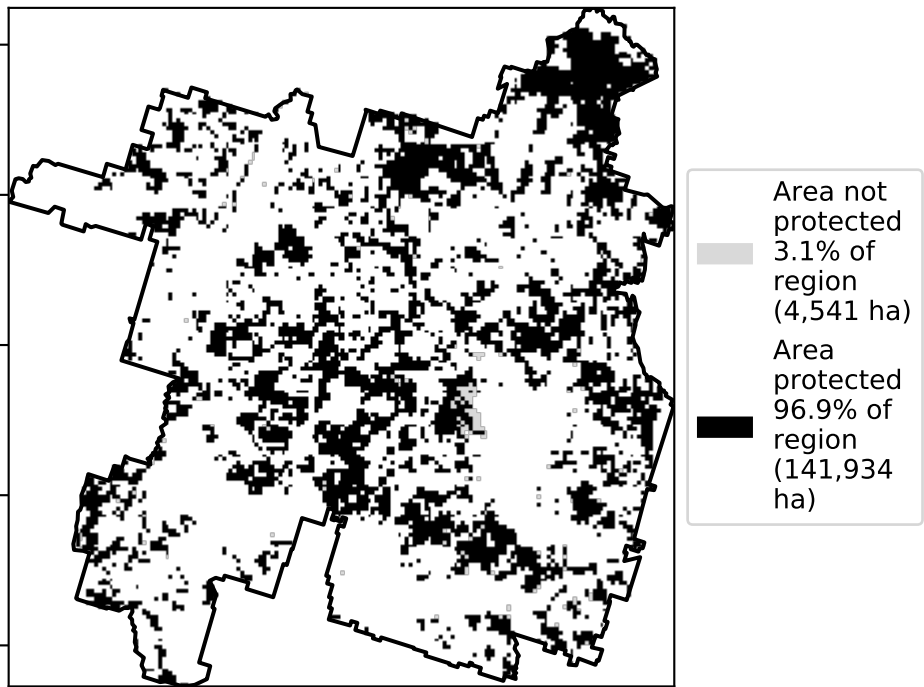 Area not
protected
3.1% of
region
(4,541 ha)
Area
protected
96.9% of
region
(141,934
ha)